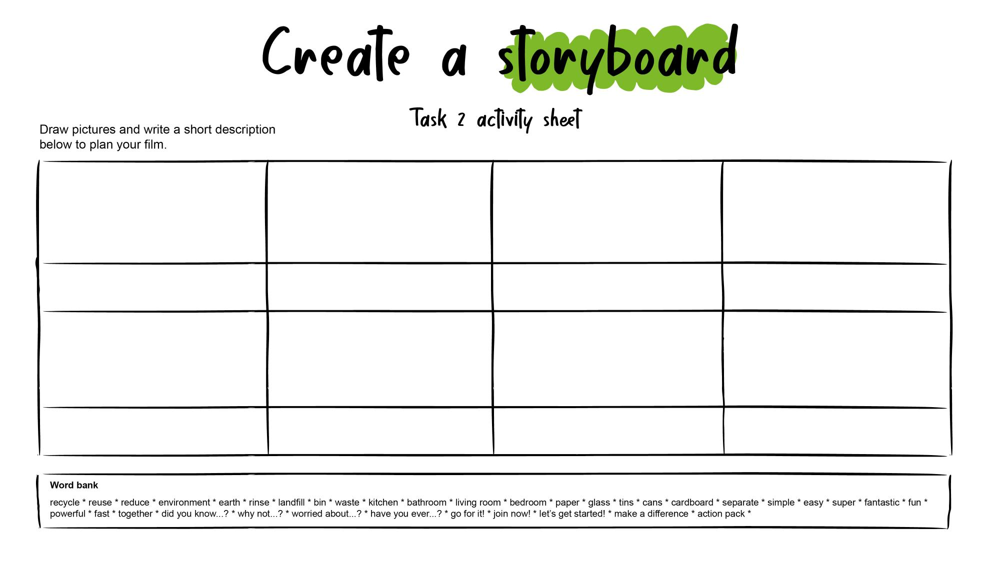 Create a storyboard
Task 2 activity sheet
Draw pictures and write a short description
below to plan your film.
Word bank
recycle * reuse * reduce * environment * earth * rinse * landfill * bin * waste * kitchen * bathroom * living room * bedroom * paper * glass * tins * cans * cardboard * separate * simple * easy * super * fantastic * fun *
powerful * fast * together * did you know...? * why not...? * worried about...? * have you ever...? * go for it! * join now! * let’s get started! * make a difference * action pack *